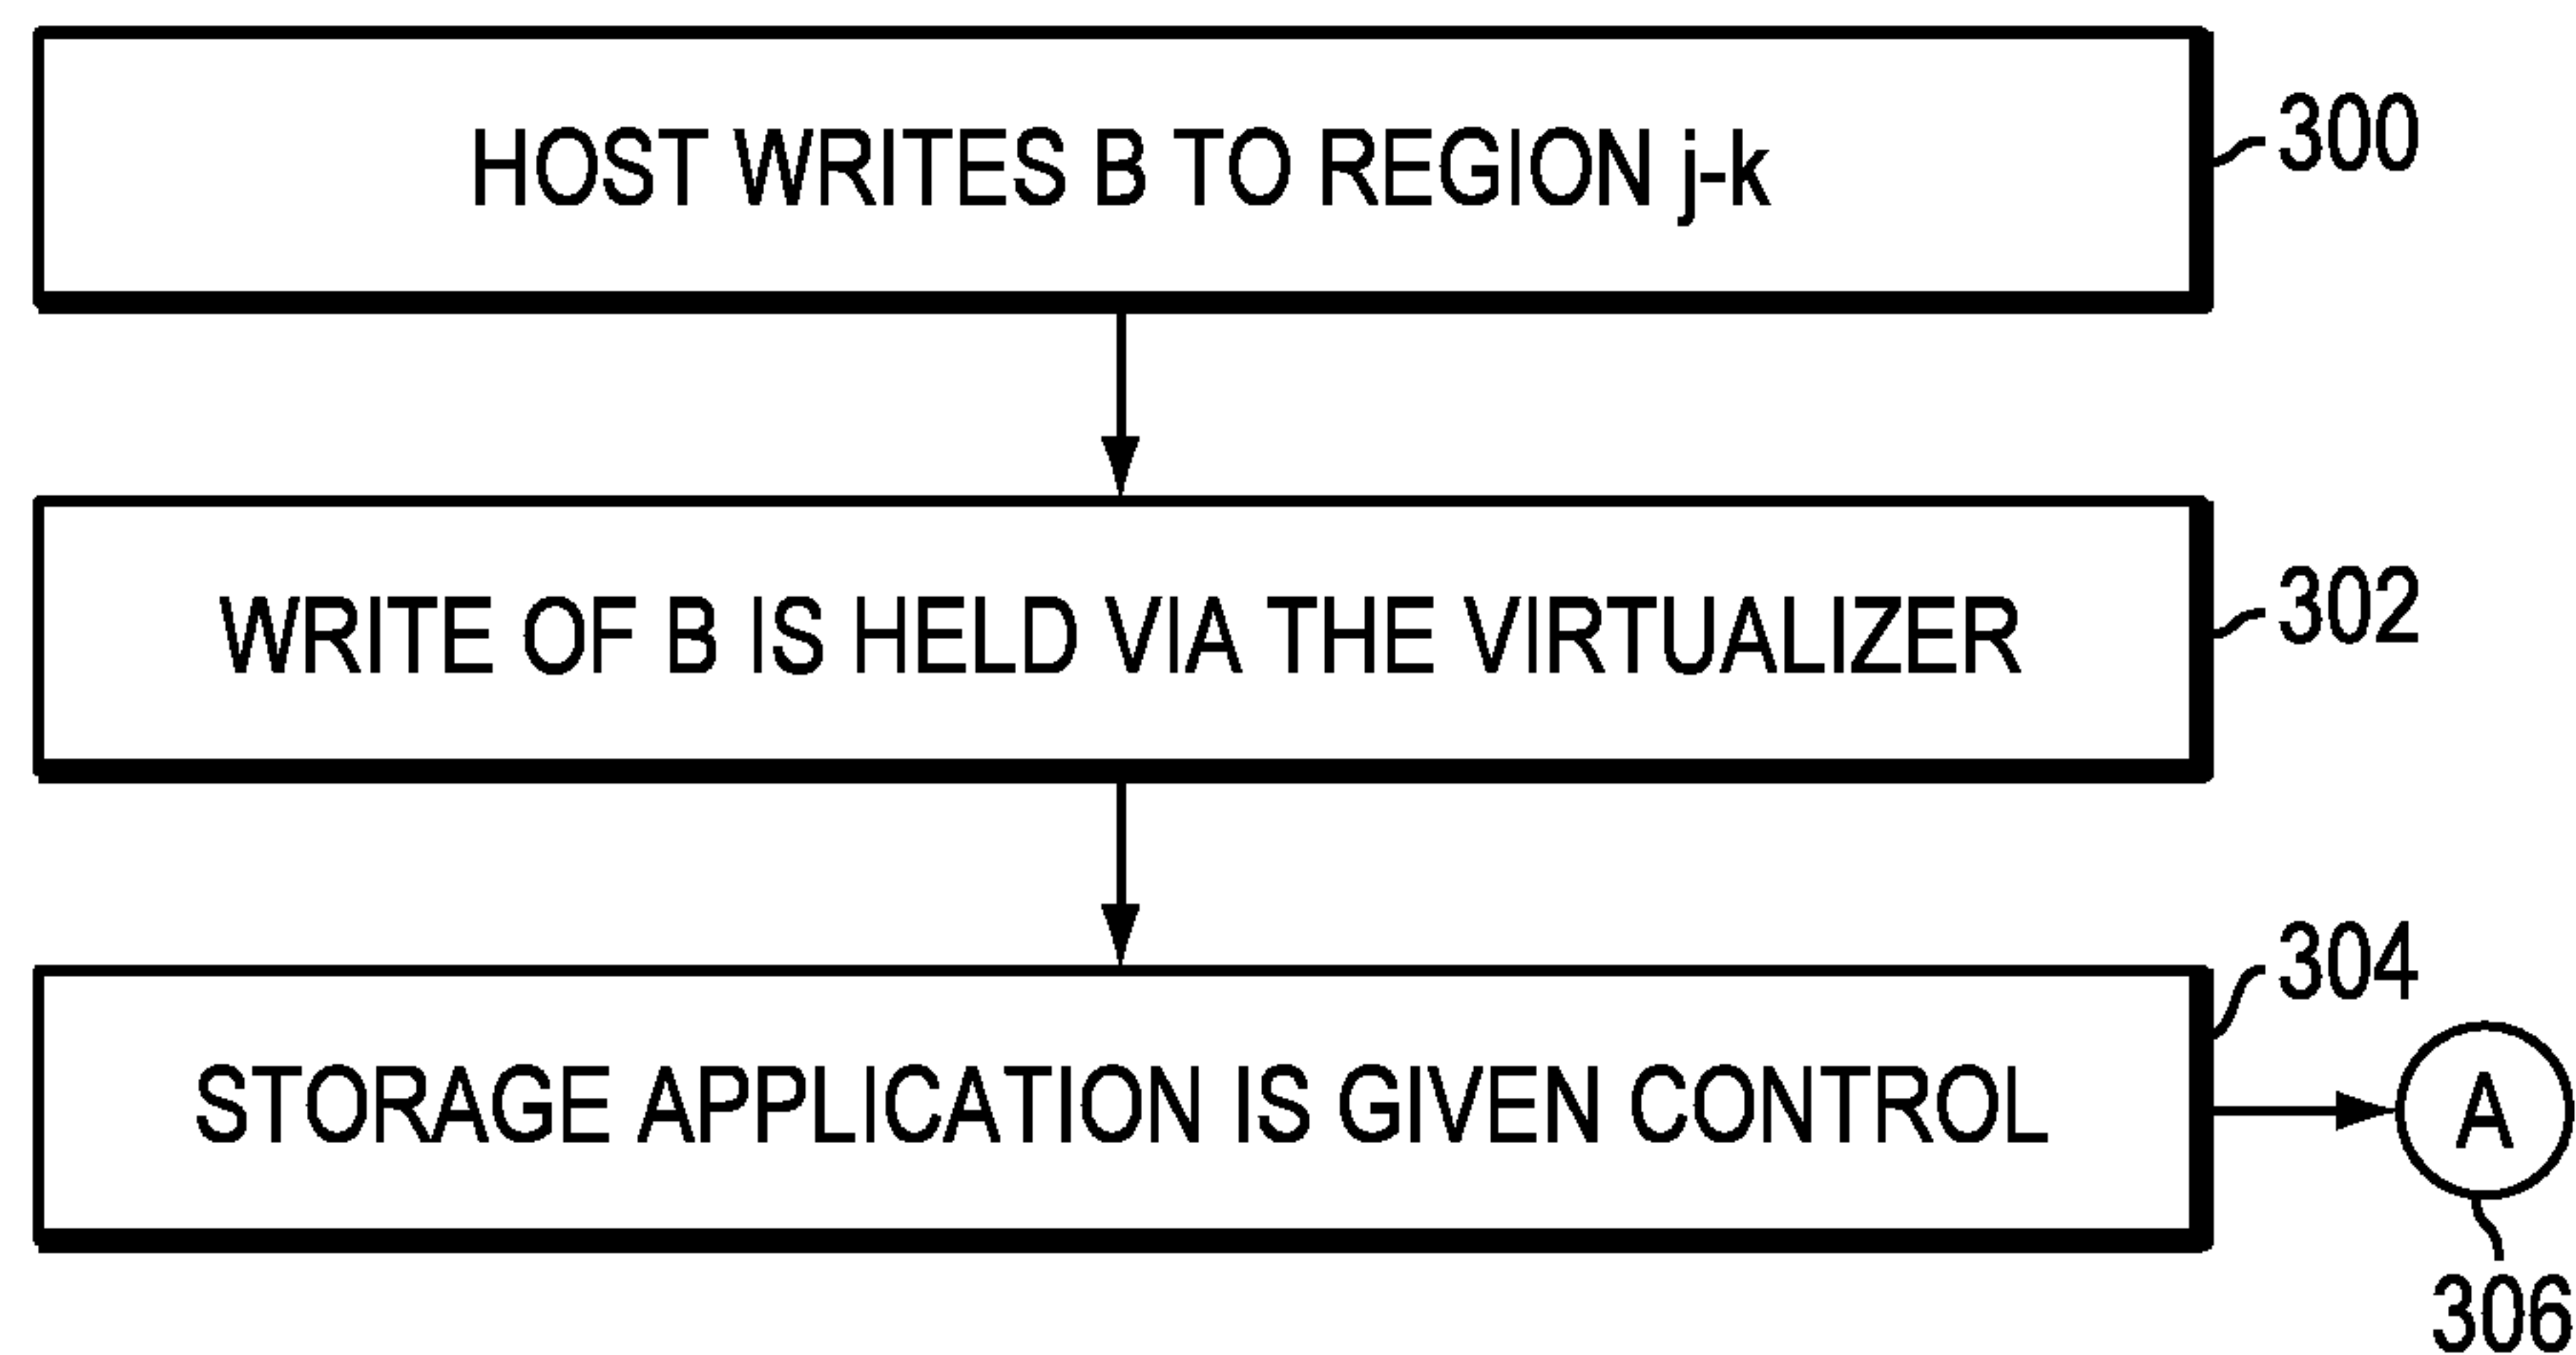 HOST WRITES B TO REGION j-k
300
WRITE OF B IS HELD VIA THE VIRTUALIZER
302
STORAGE APPLICATION IS GIVEN CONTROL
304
A
306